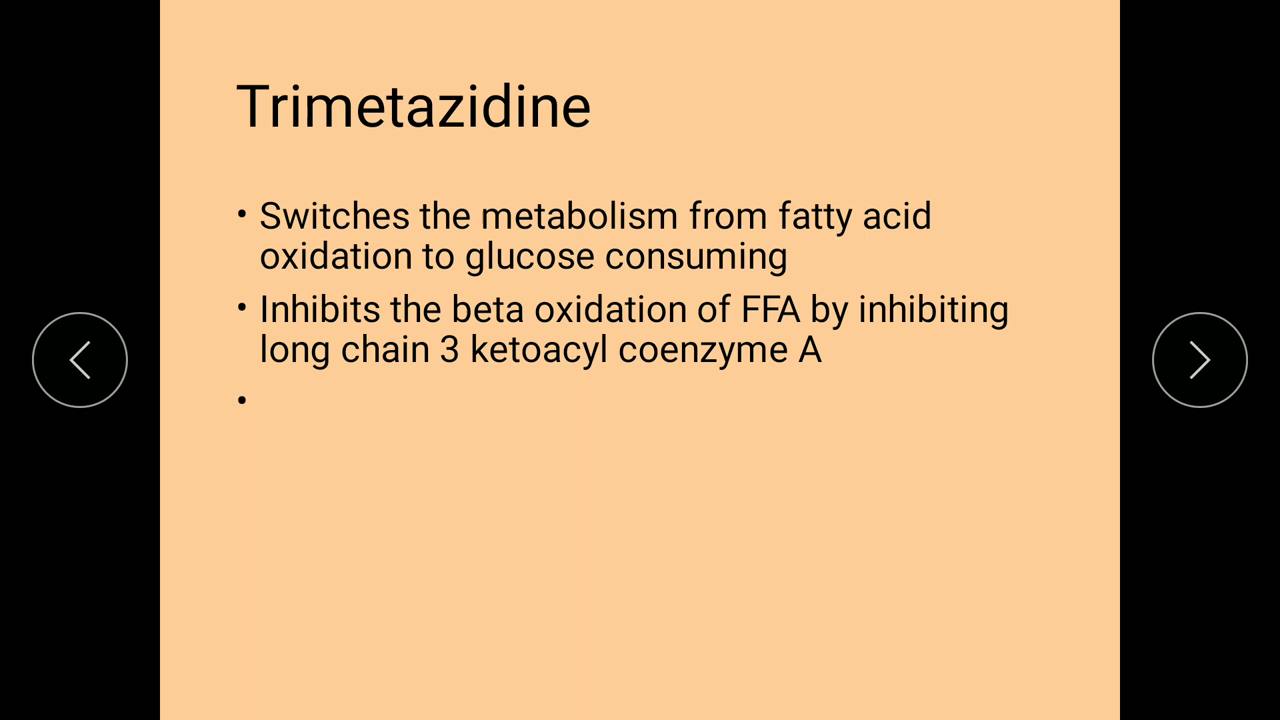 Trimetazidine
• Switches the metabolism from fatty acid
oxidation to glucose consuming
• Inhibits the beta oxidation of FFA by inhibiting
long chain 3 ketoacyl coenzyme A
•